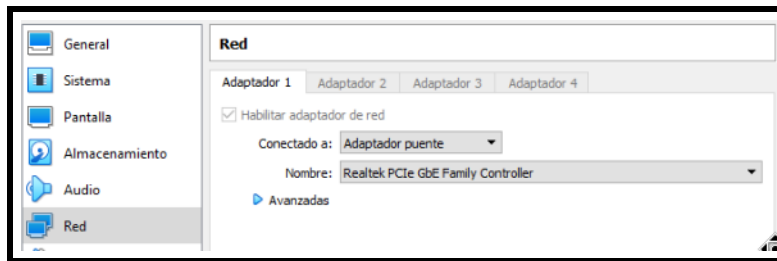 General
Sistema
Pantalla
Almacenamiento
Audio
Red
Red
Adaptador 1 Adaptador 2 Adaptador 3 Adaptador 4
Habilitar adaptador de red
Conectado a: Adaptador puente
Nombre: Realtek PCIe GbE Family Controller
Avanzadas